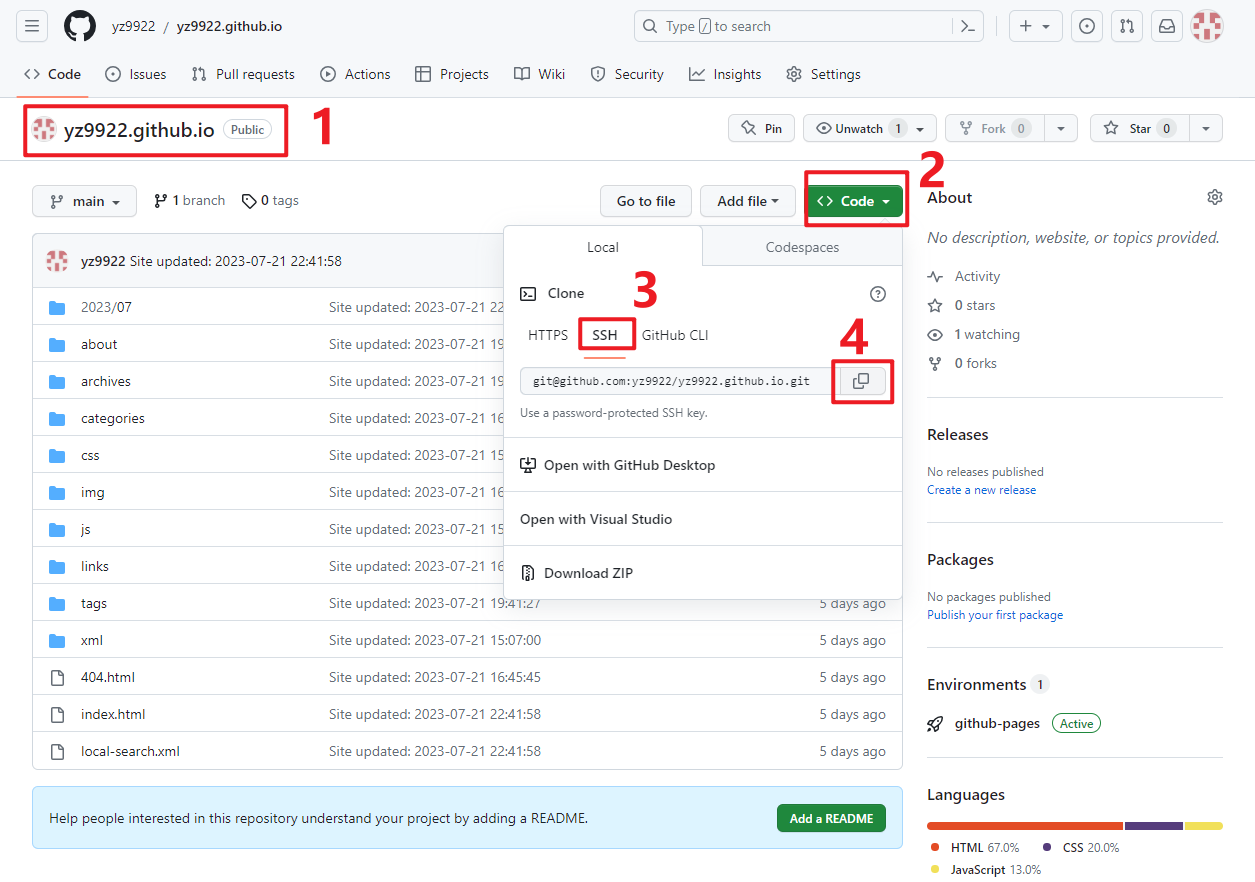 yz9922 / yz9922.github.io
Type / to search
Code Issues Pull requests Actions Projects Wiki Security Insights Settings
yz9922.github.io Public 1
Pin Unwatch 1 Fork 0 Star 0
2
main 1 branch 0 tags Go to file Add file Code
yz9922 Site updated: 2023-07-21 22:41:58
2023/07 Site updated: 2023-07-21 22
about Site updated: 2023-07-21 19
archives Site updated: 2023-07-21 19
categories Site updated: 2023-07-21 16
css Site updated: 2023-07-21 15
img Site updated: 2023-07-21 16
js Site updated: 2023-07-21 15
links Site updated: 2023-07-21 16
tags Site updated: 2023-07-21 19:41:27 5 days ago
xml Site updated: 2023-07-21 15:07:00 5 days ago
404.html Site updated: 2023-07-21 16:45:45 5 days ago
index.html Site updated: 2023-07-21 22:41:58 5 days ago
local-search.xml Site updated: 2023-07-21 22:41:58 5 days ago
Local Codespaces
Clone
3
HTTPS SSH GitHub CLI
4
git@github.com:yz9922/yz9922.github.io.git
Use a password-protected SSH key.
Open with GitHub Desktop
Open with Visual Studio
Download ZIP
Help people interested in this repository understand your project by adding a README. Add a README
About
No description, website, or topics provided.
Activity
0 stars
1 watching
0 forks
Releases
No releases published
Create a new release
Packages
No packages published
Publish your first package
Environments 1
github-pages Active
Languages
HTML 67.0% CSS 20.0%
JavaScript 13.0%